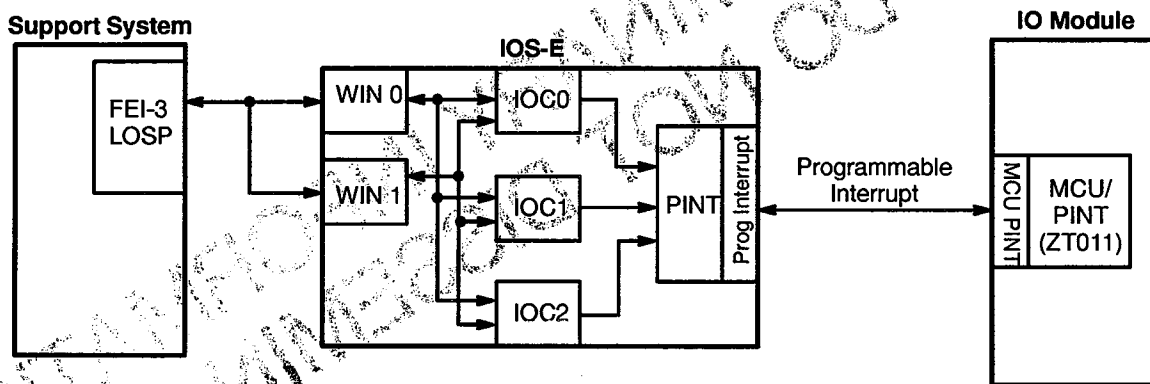 Support System
IOS-E
IO Module
FEI-3
LOSP
WIN 0
WIN 1
IOC0
IOC1
IOC2
PINT
Prog Interrupt
Programmable
Interrupt
MCU PINT
MCU/
PINT
(ZT011)